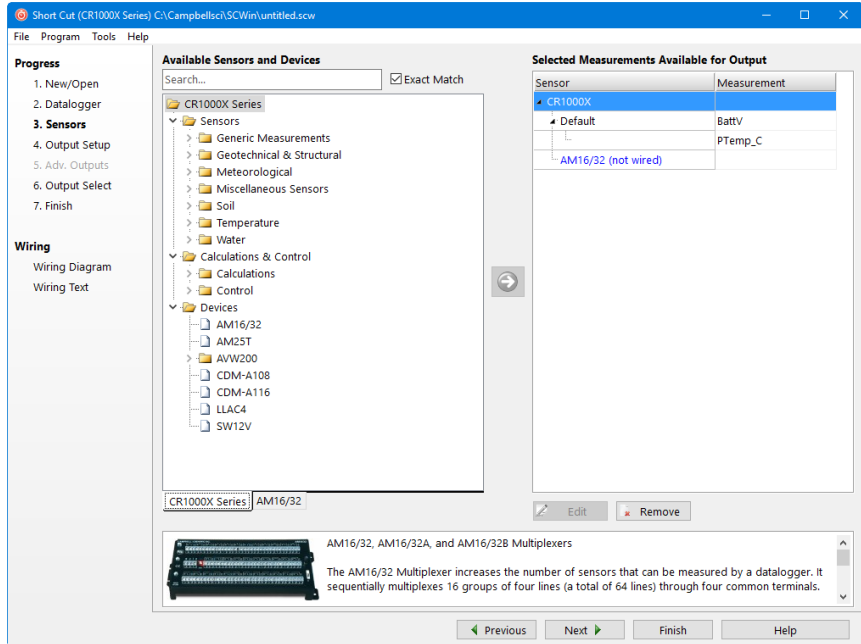 Short Cut (CR1000X Series) C:\Campbellsci\SCWin\untitled.scw
File Program Tools Help
Progress
1. New/Open
2. Datalogger
3. Sensors
4. Output Setup
5. Adv. Outputs
6. Output Select
7. Finish
Wiring
Wiring Diagram
Wiring Text
Available Sensors and Devices
Search...
Exact Match
CR1000X Series
Sensors
Generic Measurements
Geotechnical & Structural
Meteorological
Miscellaneous Sensors
Soil
Temperature
Water
Calculations & Control
Calculations
Control
Devices
AM16/32
AM25T
AVW200
CDM-A108
CDM-A116
LLAC4
SW12V
CR1000X Series AM16/32
Selected Measurements Available for Output
Sensor Measurement
CR1000X
Default BattV
PTemp_C
AM16/32 (not wired)
Edit Remove
AM16/32, AM16/32A, and AM16/32B Multiplexers
The AM16/32 Multiplexer increases the number of sensors that can be measured by a datalogger. It
sequentially multiplexes 16 groups of four lines (a total of 64 lines) through four common terminals.
Previous Next Finish Help